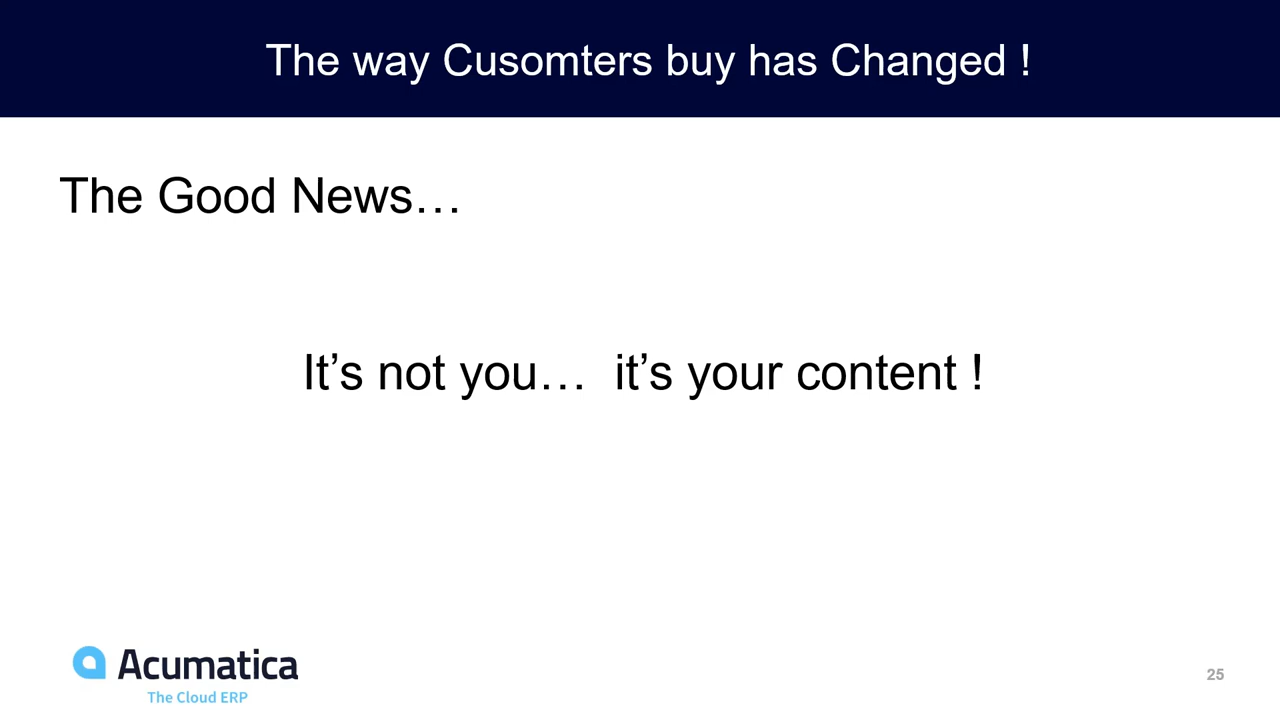 The way Cusomters buy has Changed !
The Good News…
It’s not you…  it’s your content !
Acumatica
The Cloud ERP
25